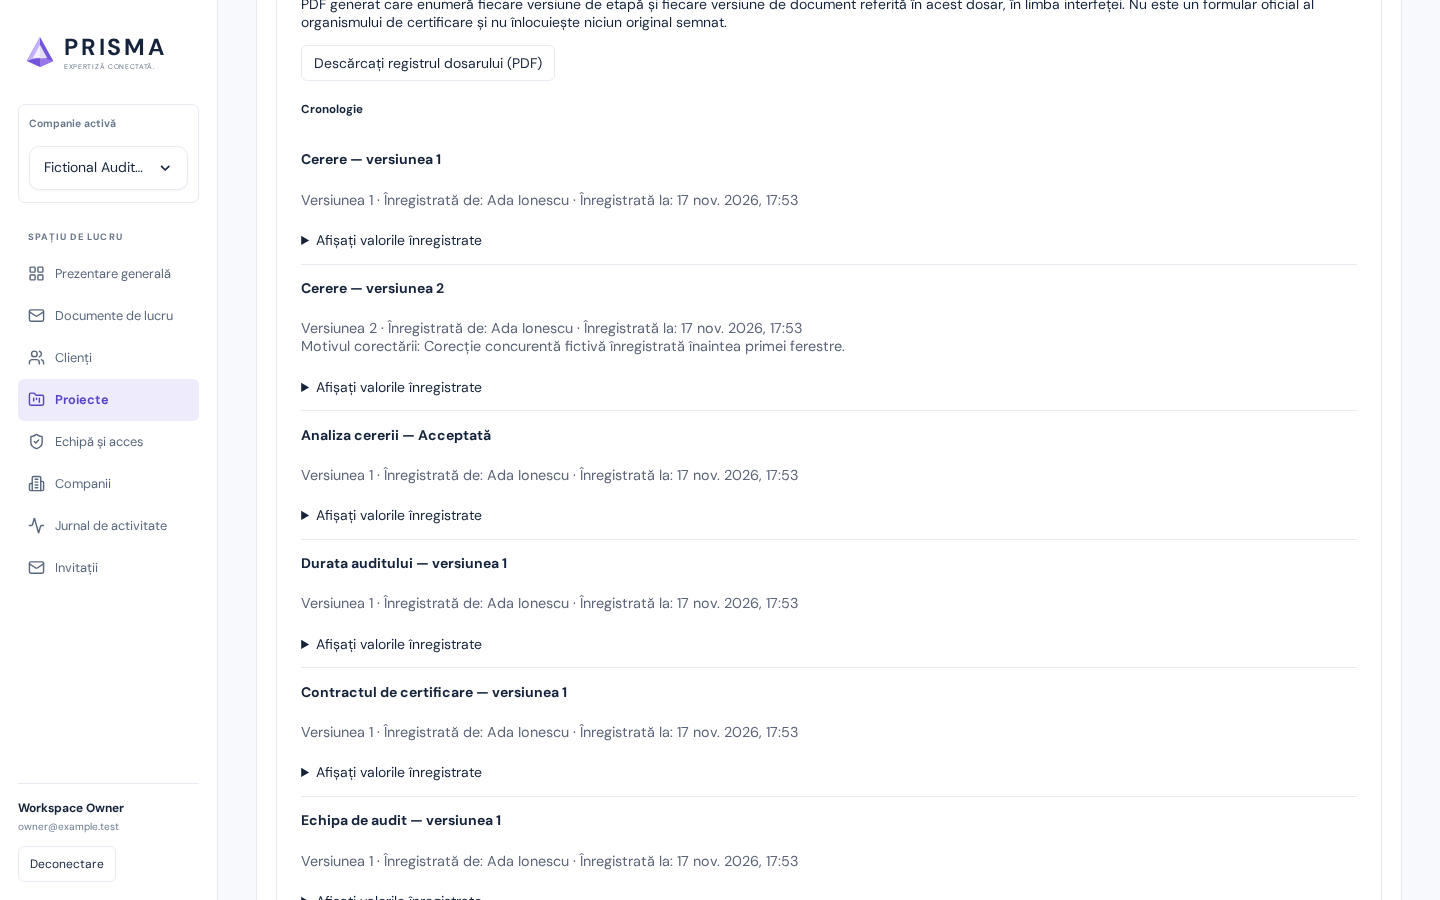 PRISMA
EXPERTIZĂ CONECTATĂ.
Companie activă
Fictional Audit...
SPAȚIU DE LUCRU
Prezentare generală
Documente de lucru
Clienți
Proiecte
Echipă și acces
Companii
Jurnal de activitate
Invitații
Workspace Owner
owner@example.test
Deconectare
PDF generat care enumeră fiecare versiune de etapă și fiecare versiune de document referită în acest dosar, în limba interfeței. Nu este un formular oficial al
organismului de certificare și nu înlocuiește niciun original semnat.
Descărcați registrul dosarului (PDF)
Cronologie
Cerere — versiunea 1
Versiunea 1 · Înregistrată de: Ada Ionescu · Înregistrată la: 17 nov. 2026, 17:53
Afișați valorile înregistrate
Cerere — versiunea 2
Versiunea 2 · Înregistrată de: Ada Ionescu · Înregistrată la: 17 nov. 2026, 17:53
Motivul corectării: Corecție concurentă fictivă înregistrată înaintea primei ferestre.
Afișați valorile înregistrate
Analiza cererii — Acceptată
Versiunea 1 · Înregistrată de: Ada Ionescu · Înregistrată la: 17 nov. 2026, 17:53
Afișați valorile înregistrate
Durata auditului — versiunea 1
Versiunea 1 · Înregistrată de: Ada Ionescu · Înregistrată la: 17 nov. 2026, 17:53
Afișați valorile înregistrate
Contractul de certificare — versiunea 1
Versiunea 1 · Înregistrată de: Ada Ionescu · Înregistrată la: 17 nov. 2026, 17:53
Afișați valorile înregistrate
Echipa de audit — versiunea 1
Versiunea 1 · Înregistrată de: Ada Ionescu · Înregistrată la: 17 nov. 2026, 17:53
Afișați valorile înregistrate